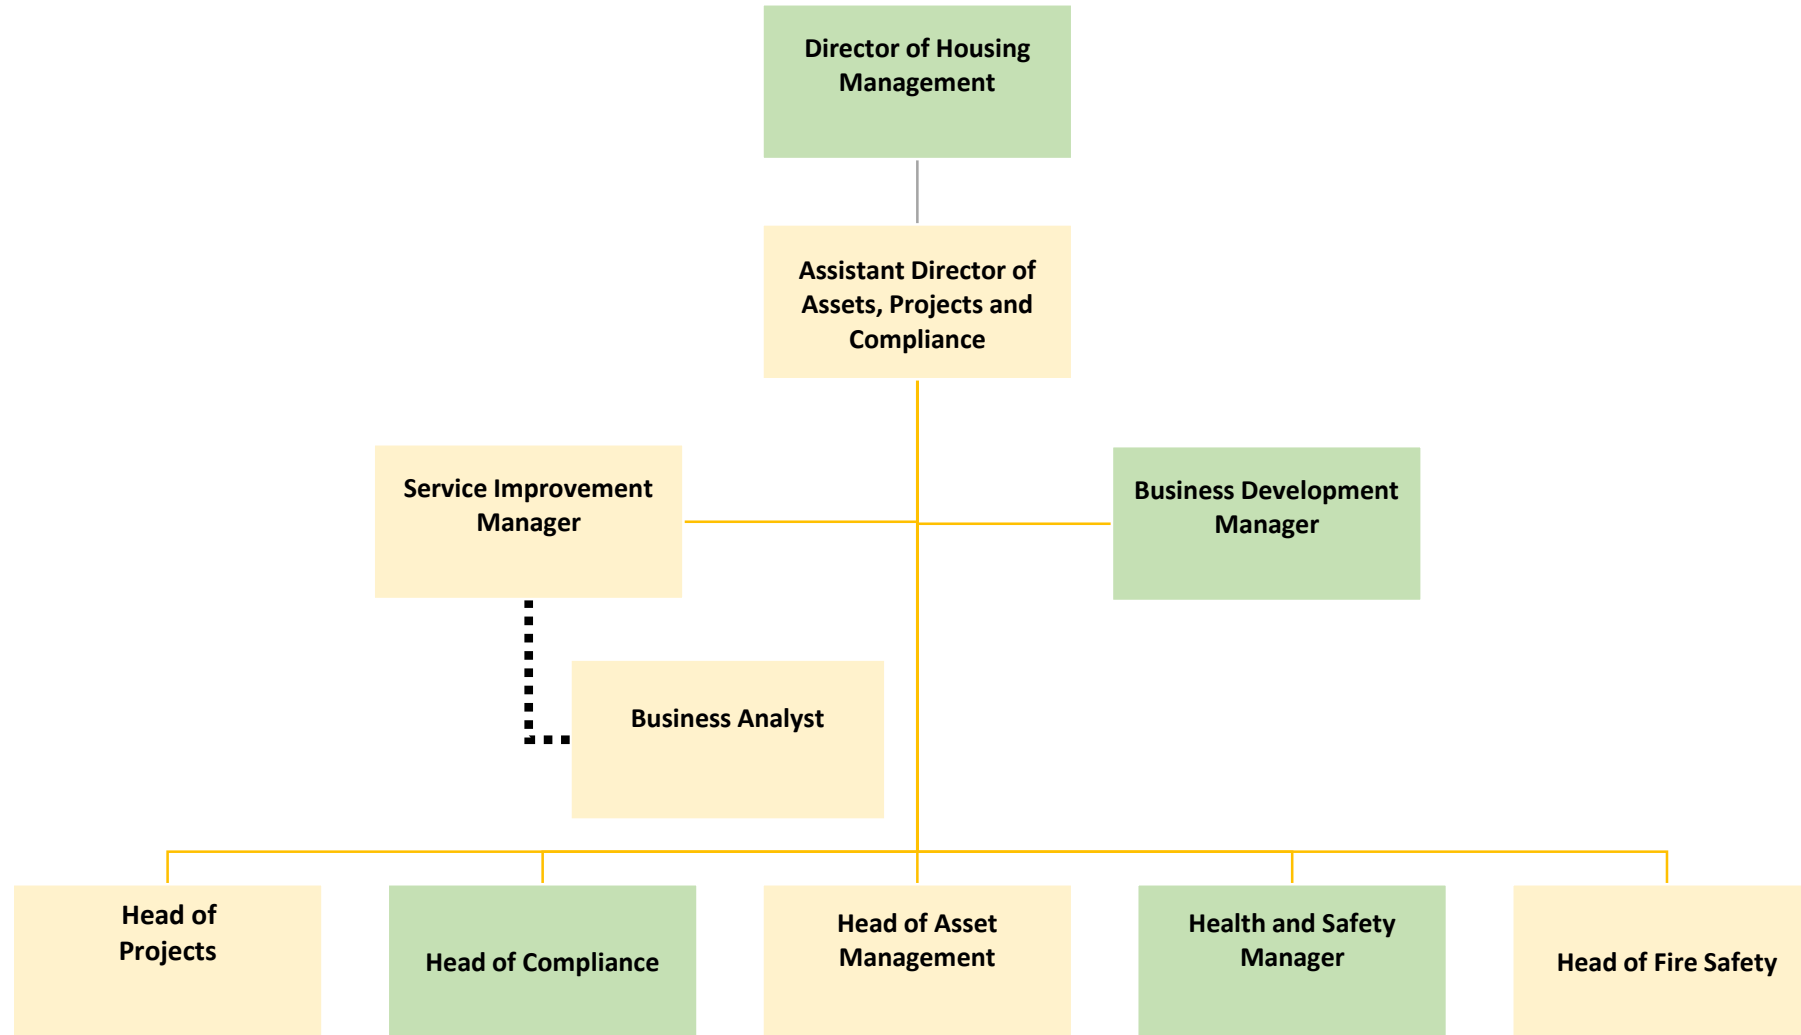 Director of Housing
Management
Assistant Director of
Assets, Projects and
Compliance
Service Improvement
Manager
Business Development
Manager
Business Analyst
Head of
Projects
Head of Compliance
Head of Asset
Management
Health and Safety
Manager
Head of Fire Safety